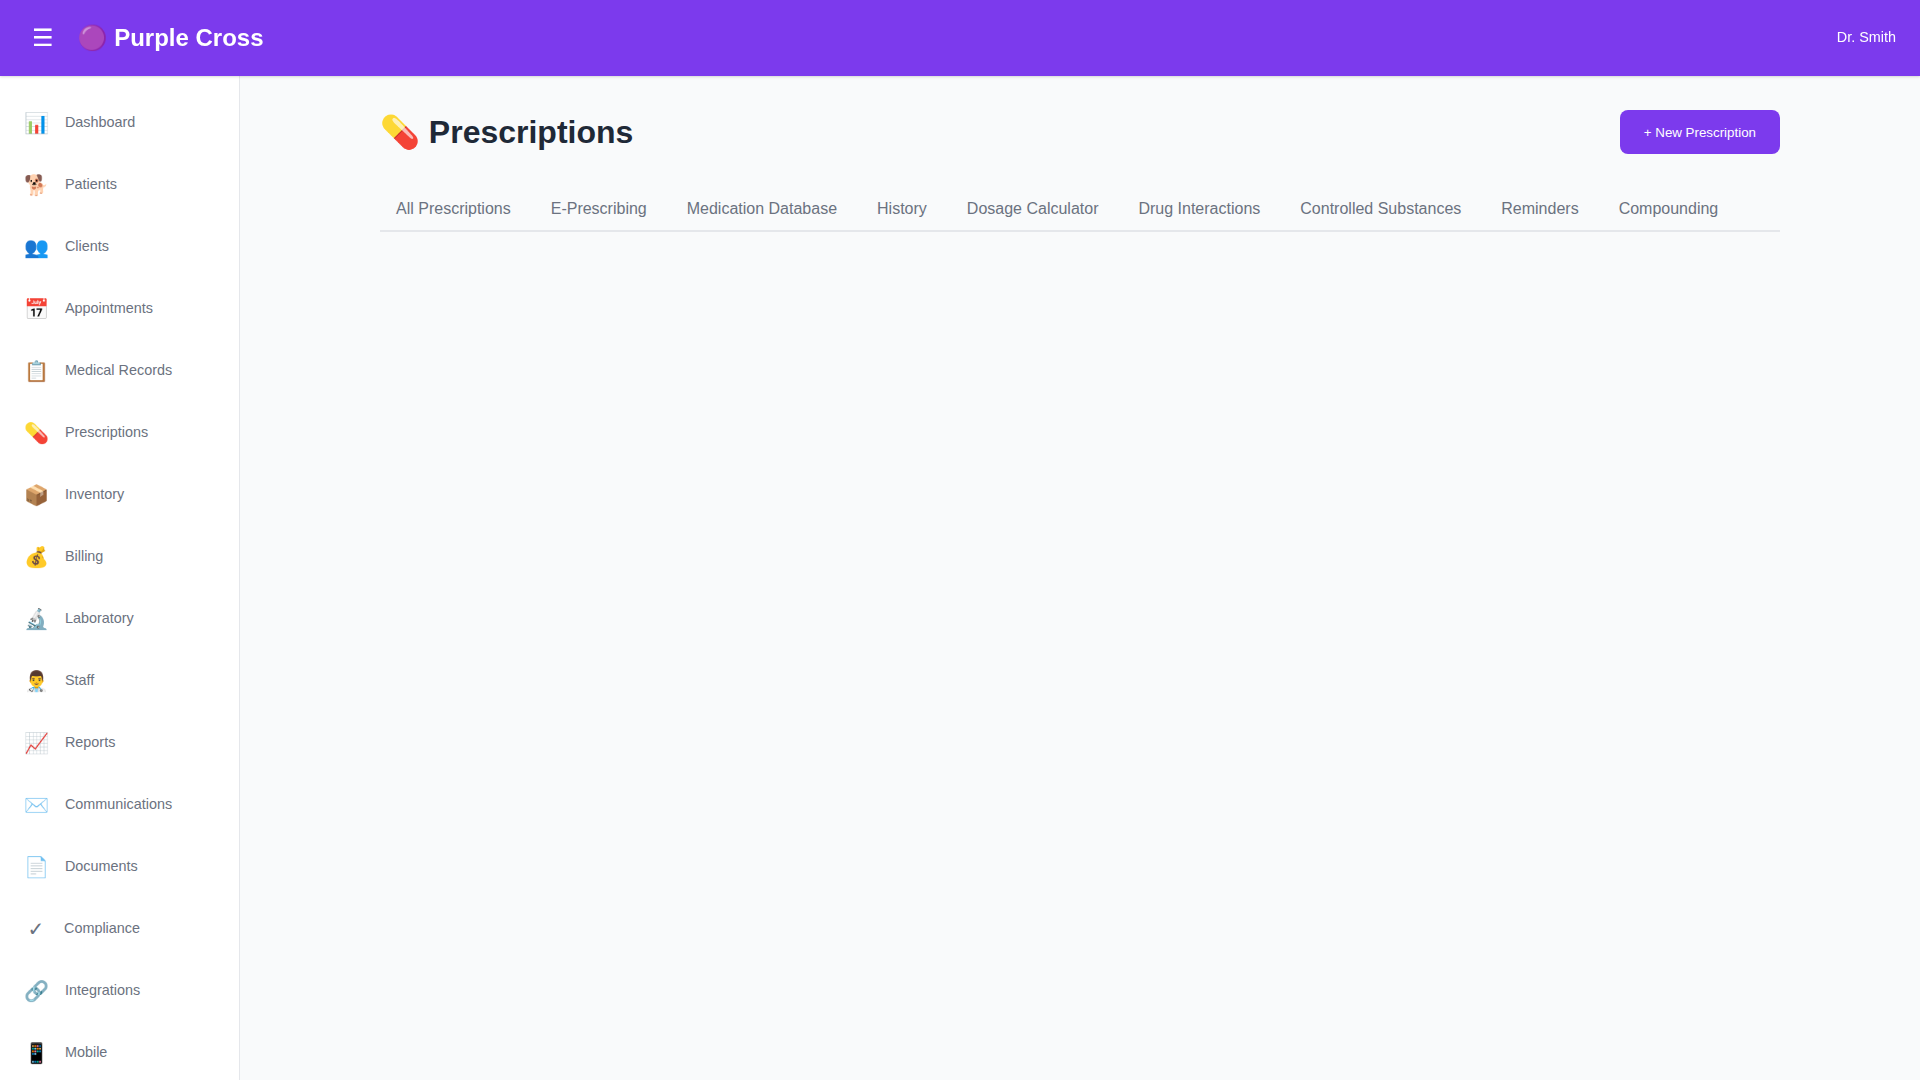 ☰ 🟣 Purple Cross
Dr. Smith
Dashboard
Patients
Clients
Appointments
Medical Records
Prescriptions
Inventory
Billing
Laboratory
Staff
Reports
Communications
Documents
✓ Compliance
Integrations
Mobile
💊 Prescriptions
+ New Prescription
All Prescriptions E-Prescribing Medication Database History Dosage Calculator Drug Interactions Controlled Substances Reminders Compounding